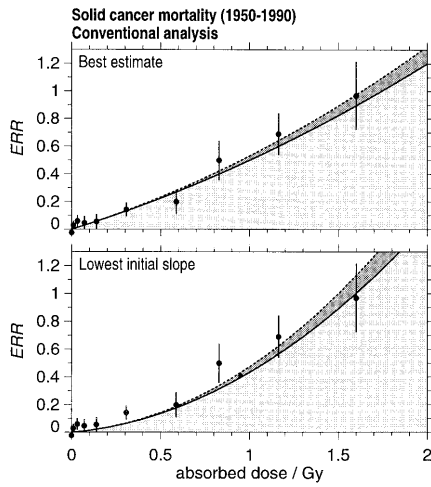 Solid cancer mortality (1950-1990)
Conventional analysis
Best estimate
1.2
1
0.8
0.6
0.4
0.2
0
ERR
Lowest initial slope
1.2
1
0.8
0.6
0.4
0.2
0
ERR
0
0.5
1
1.5
2
absorbed dose / Gy